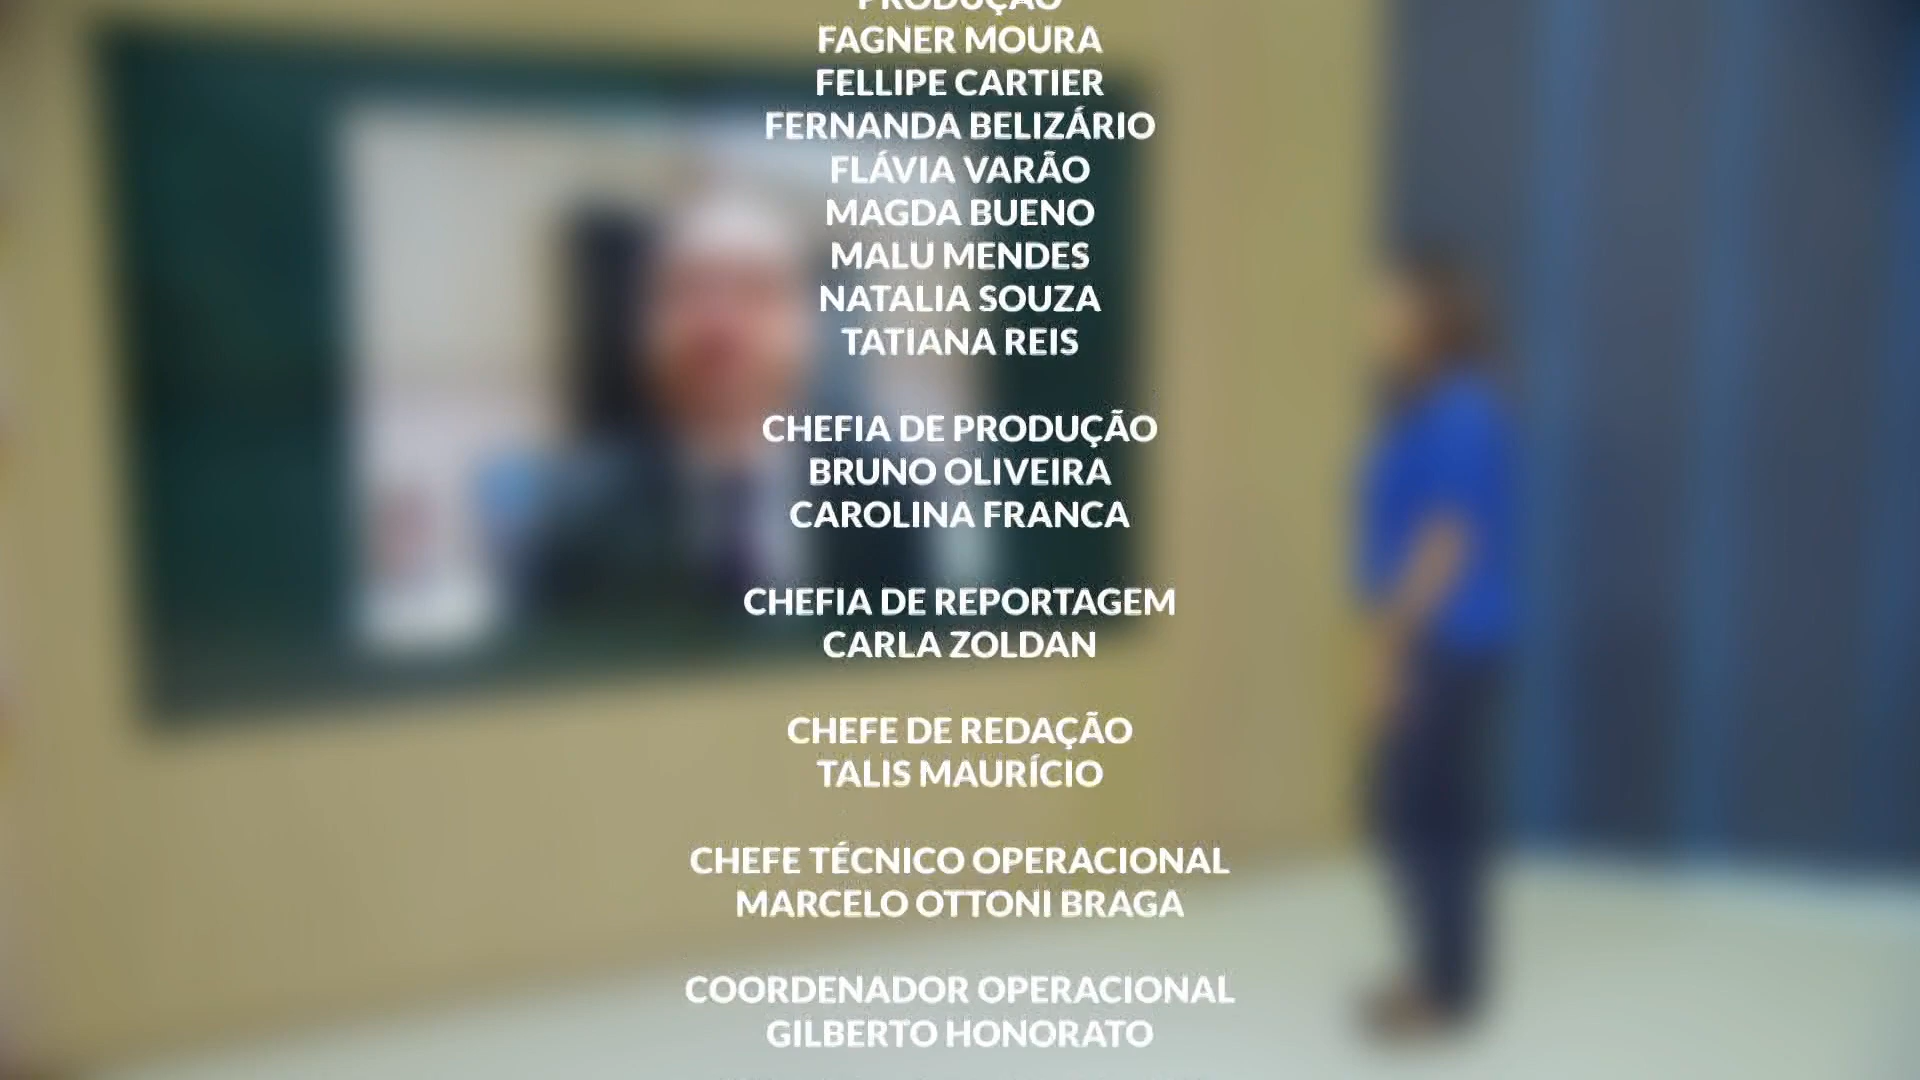 PRODUÇÃO
FAGNER MOURA
FELLIPE CARTIER
FERNANDA BELIZÁRIO
FLÁVIA VARÃO
MAGDA BUENO
MALU MENDES
NATALIA SOUZA
TATIANA REIS
CHEFIA DE PRODUÇÃO
BRUNO OLIVEIRA
CAROLINA FRANCA
CHEFIA DE REPORTAGEM
CARLA ZOLDAN
CHEFE DE REDAÇÃO
TALIS MAURÍCIO
CHEFE TÉCNICO OPERACIONAL
MARCELO OTTONI BRAGA
COORDENADOR OPERACIONAL
GILBERTO HONORATO